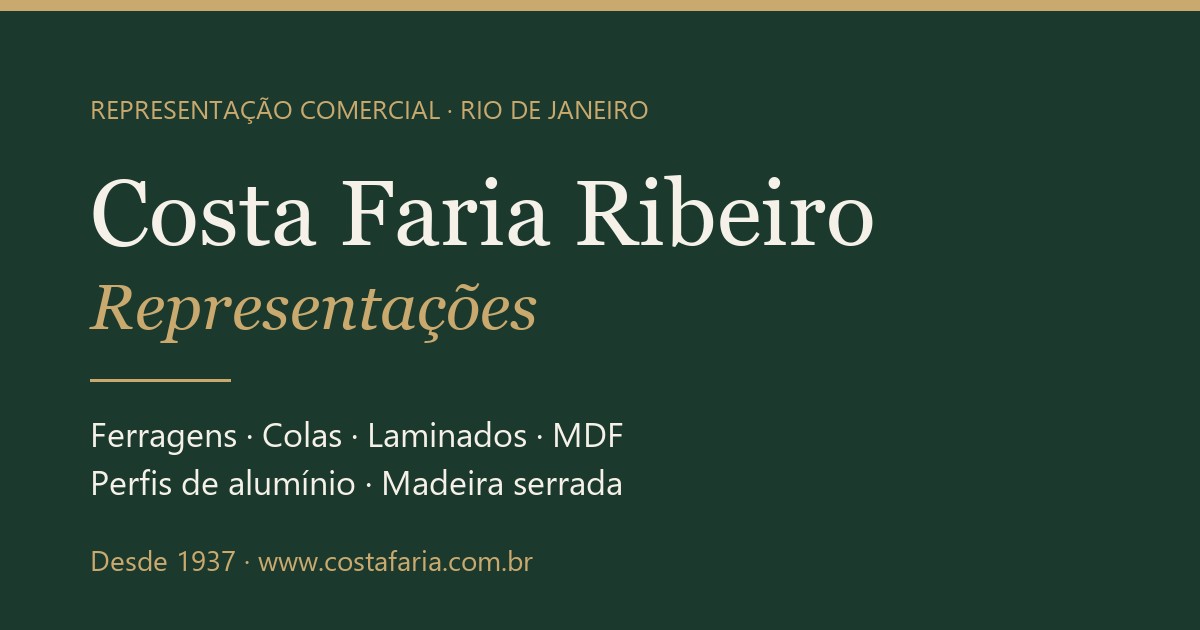 REPRESENTAÇÃO COMERCIAL · RIO DE JANEIRO
Costa Faria Ribeiro
Representações
Ferragens · Colas · Laminados · MDF
Perfis de alumínio · Madeira serrada
Desde 1937 · www.costafaria.com.br